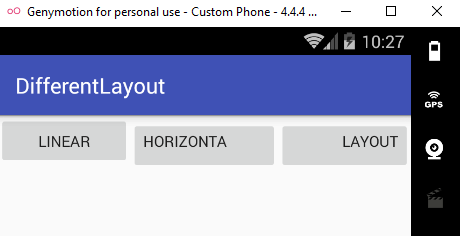 Genymotion for personal use - Custom Phone - 4.4.4 ...
10:27
DifferentLayout
GPS
LINEAR
HORIZONTA
LAYOUT